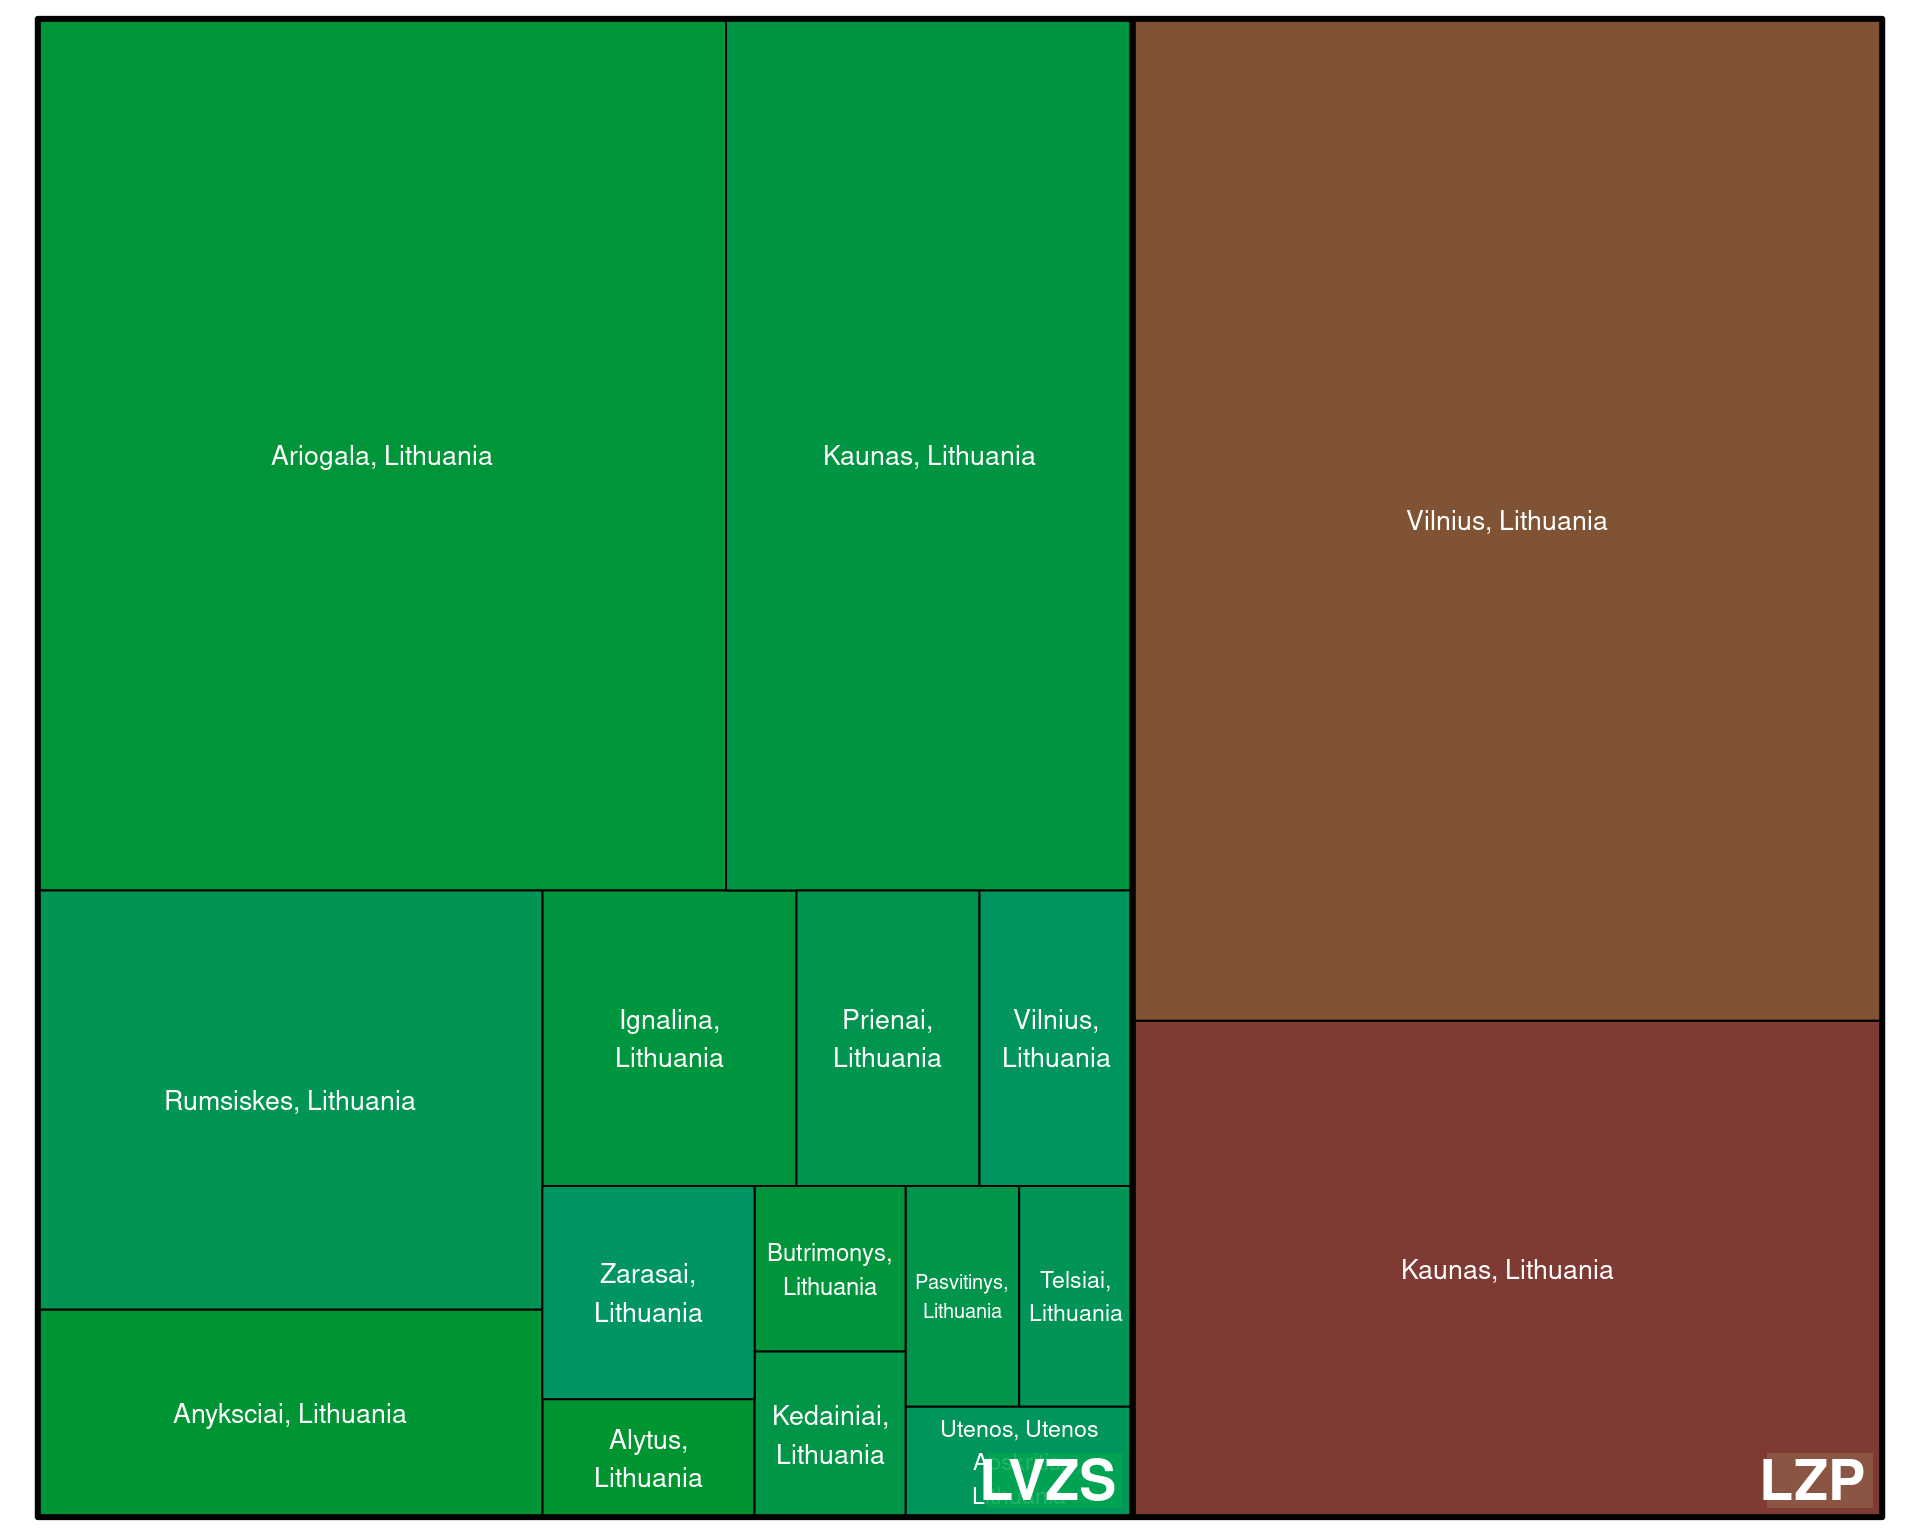 Ariogala, Lithuania
Kaunas, Lithuania
Vilnius, Lithuania
Rumsiskes, Lithuania
Ignalina,
Lithuania
Prienai,
Lithuania
Vilnius,
Lithuania
Zarasai,
Lithuania
Butrimonys,
Lithuania
Pasvitinys,
Lithuania
Telsiai,
Lithuania
Kaunas, Lithuania
Anyksciai, Lithuania
Alytus,
Lithuania
Kedainiai,
Lithuania
Utenos, Utenos
Lithuania
LVZS
LZP